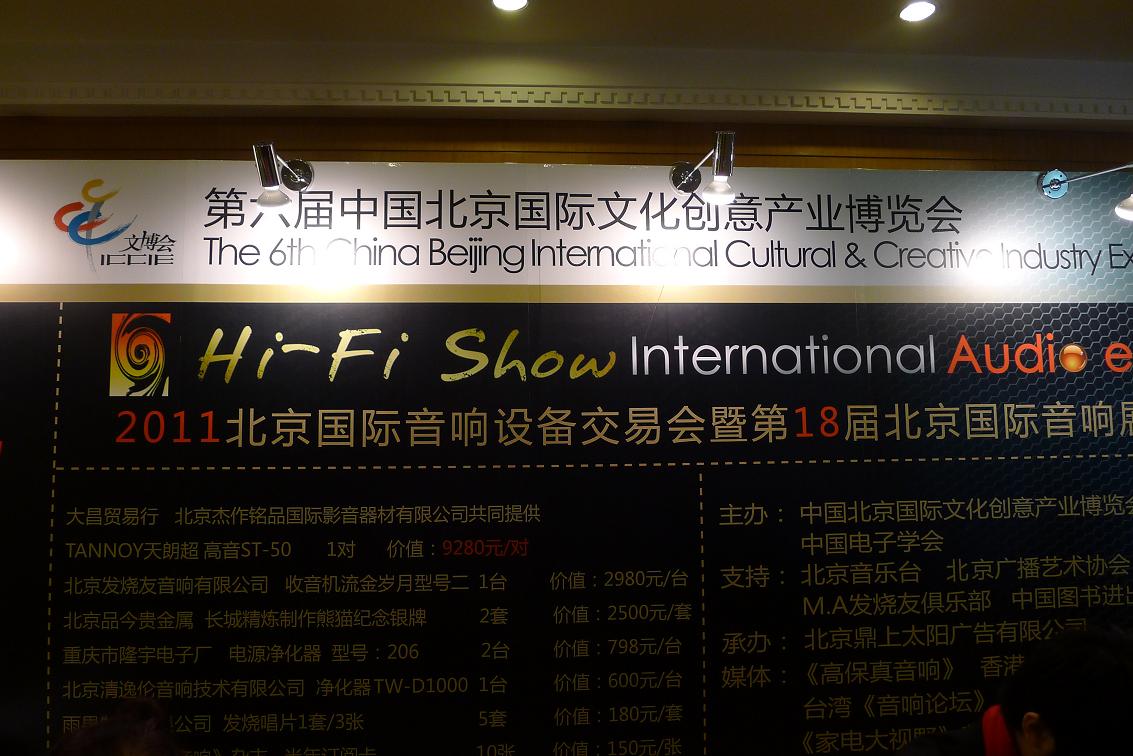 文博会
ICCIE
第六届中国北京国际文化创意产业博览会
The 6th China Beijing International Cultural & Creative Industry
Hi-Fi Show International Audio
2011北京国际音响设备交易会暨第18届北京国际音响展
大昌贸易行 北京杰作铭品国际影音器材有限公司共同提供
TANNOY天朗超 高音ST-50 1对 价值：9280元/对
北京发烧友音响有限公司 收音机流金岁月型号二 1台 价值：2980元/台
北京品今贵金属 长城精炼制作熊猫纪念银牌 2套 价值：2500元/套
重庆市隆宇电子厂 电源净化器 型号：206 2台 价值：798元/台
北京清逸伦音响技术有限公司 净化器TW-D1000 1台 价值：600元/台
公司 发烧唱片1套/3张 5套 价值：180元/套
杂志 半年订阅卡 10张 价值：150元/张
主办：中国北京国际文化创意产业博览会
中国电子学会
支持：北京音乐台 北京广播艺术协会
M.A发烧友俱乐部 中国图书进出
承办：北京鼎上太阳广告有限公司
媒体：《高保真音响》 香港
台湾《音响论坛》
《家电大视野》